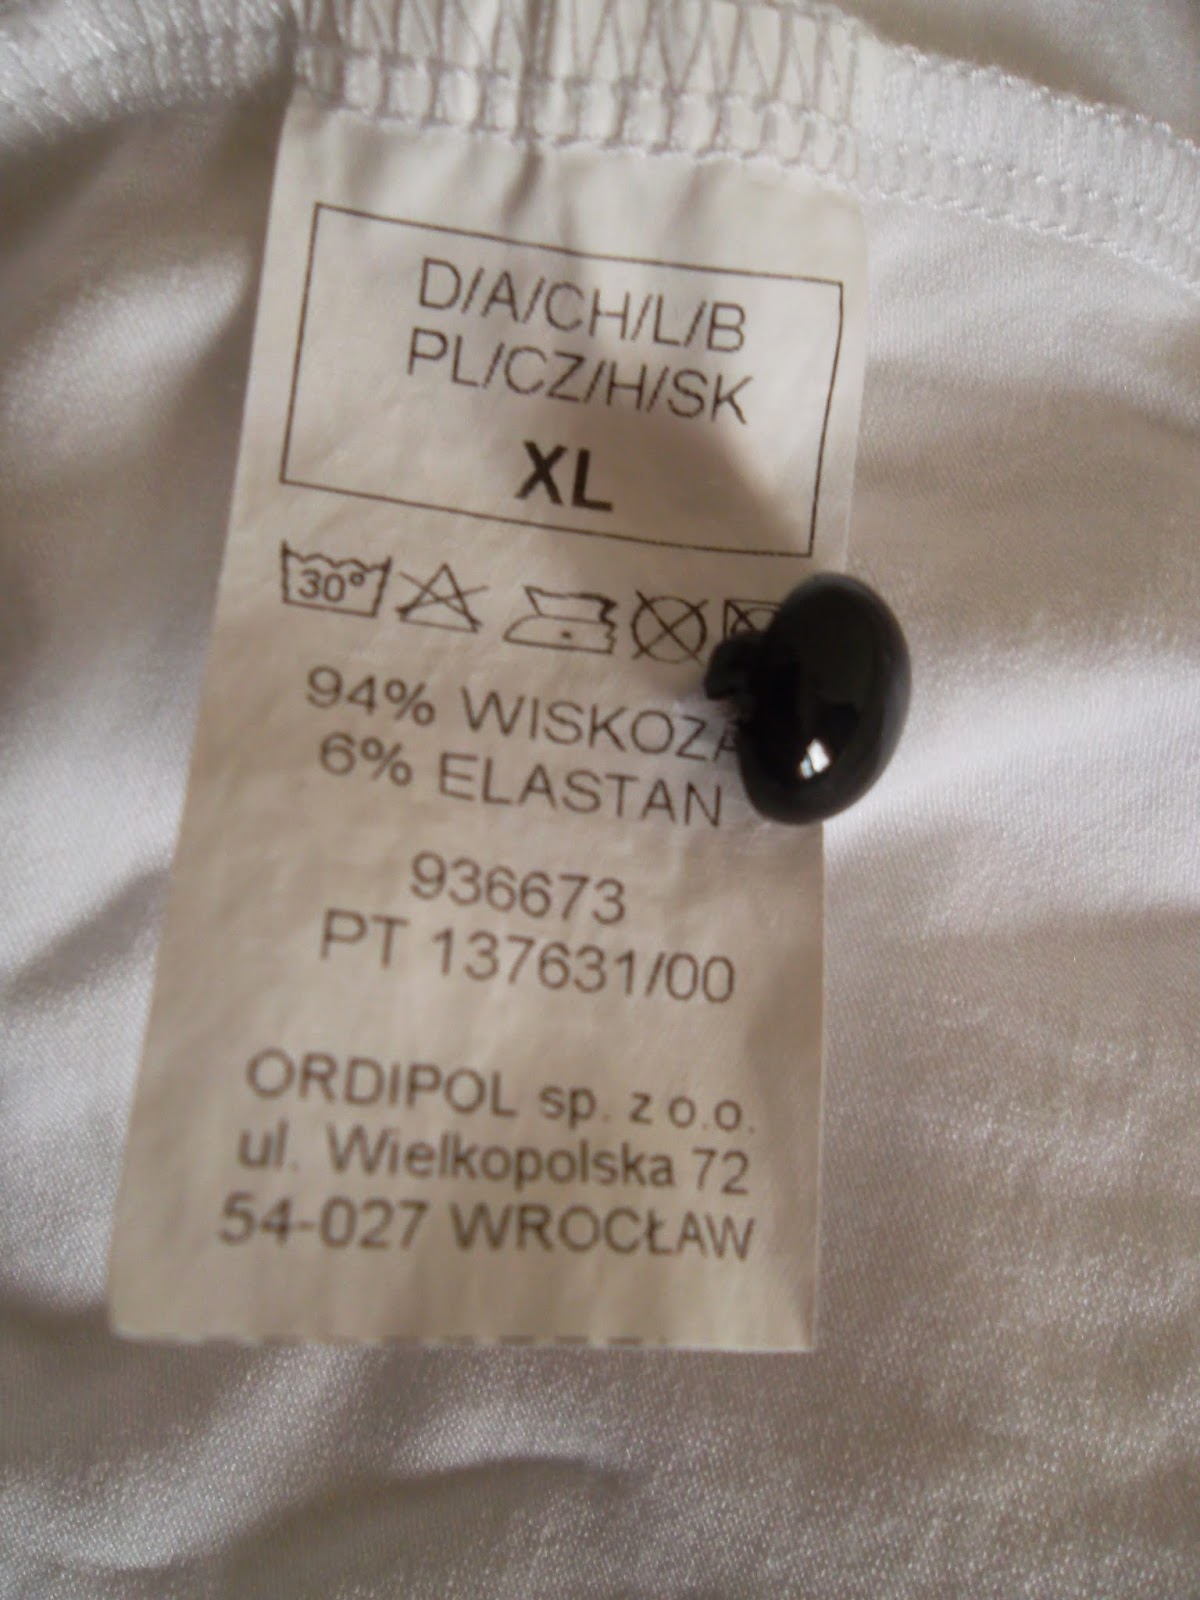 D/A/CH/L/B
PL/CZ/H/SK
XL
30°
94% WISKOZA
6% ELASTAN
936673
PT 137631/00
ORDIPOL sp. z o.o.
ul. Wielkopolska 72
54-027 WROCŁAW